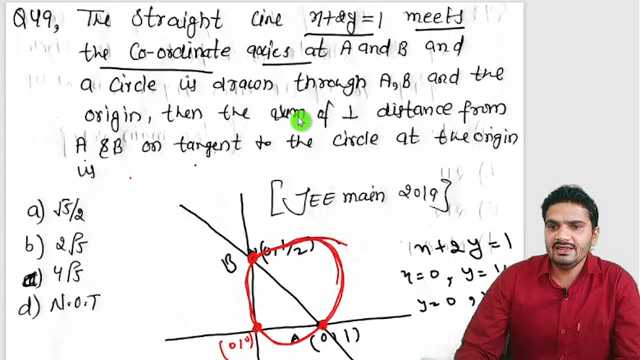 Q49, The Straight line x+2y=1 meets
the Co-ordinate axies at A and B and
a Circle is drawn through A,B and the
origin, then the sum of ⊥ distance from
A &B on tangent to the circle at the origin
is
[JEE main 2019]
a) √5/2
b) 2√5
c) 4√5
d) N.O.T
B (0,1/2)
x+2y=1
x=0, y=
y=0,
A (0,1)
(0,0)